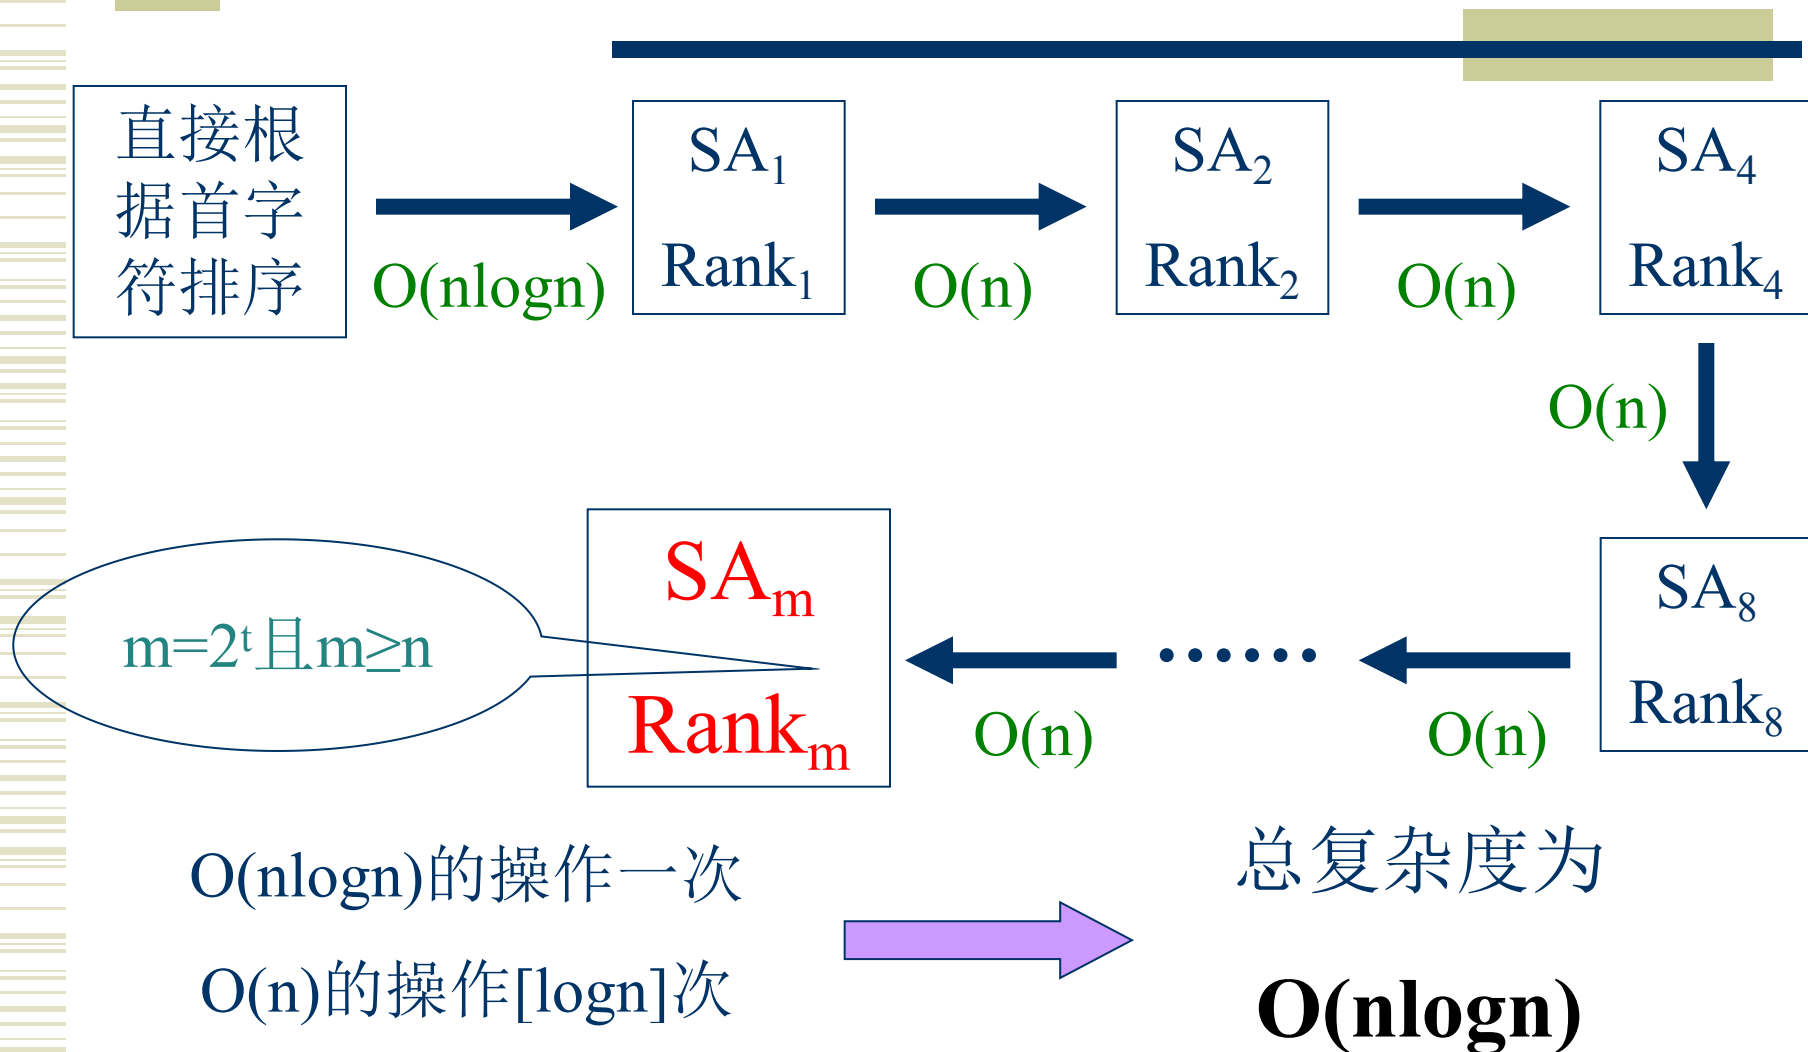 直接根
据首字
符排序
O(nlogn)
SA₁
Rank₁
O(n)
SA₂
Rank₂
O(n)
SA₄
Rank₄
O(n)
SA₈
Rank₈
O(n)
······
O(n)
SAₘ
Rankₘ
m=2ᵗ且m≥n
O(nlogn)的操作一次
O(n)的操作[logn]次
总复杂度为
O(nlogn)